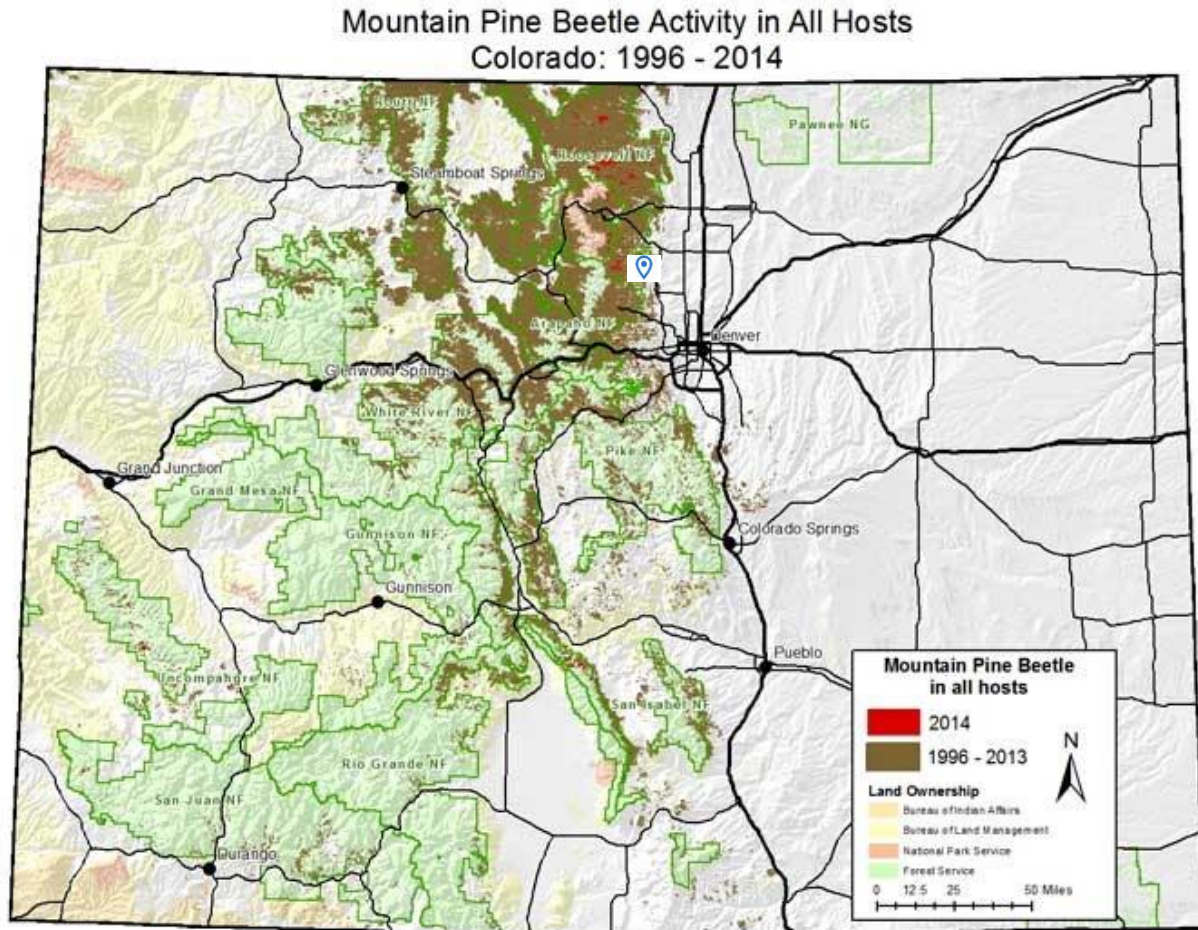 Mountain Pine Beetle Activity in All Hosts
Colorado: 1996 - 2014
Routt NF
Pawnee NG
Roosevelt NF
Steamboat Springs
Arapaho NF
Denver
Glenwood Springs
White River NF
Pike NF
Grand Junction
Grand Mesa NF
Colorado Springs
Gunnison NF
Gunnison
Pueblo
Uncompahgre NF
San Isabel NF
Rio Grande NF
San Juan NF
Durango
Mountain Pine Beetle
in all hosts
2014
1996 - 2013
N
Land Ownership
Bureau of Indian Affairs
Bureau of Land Management
National Park Service
Forest Service
0 12.5 25 50 Miles